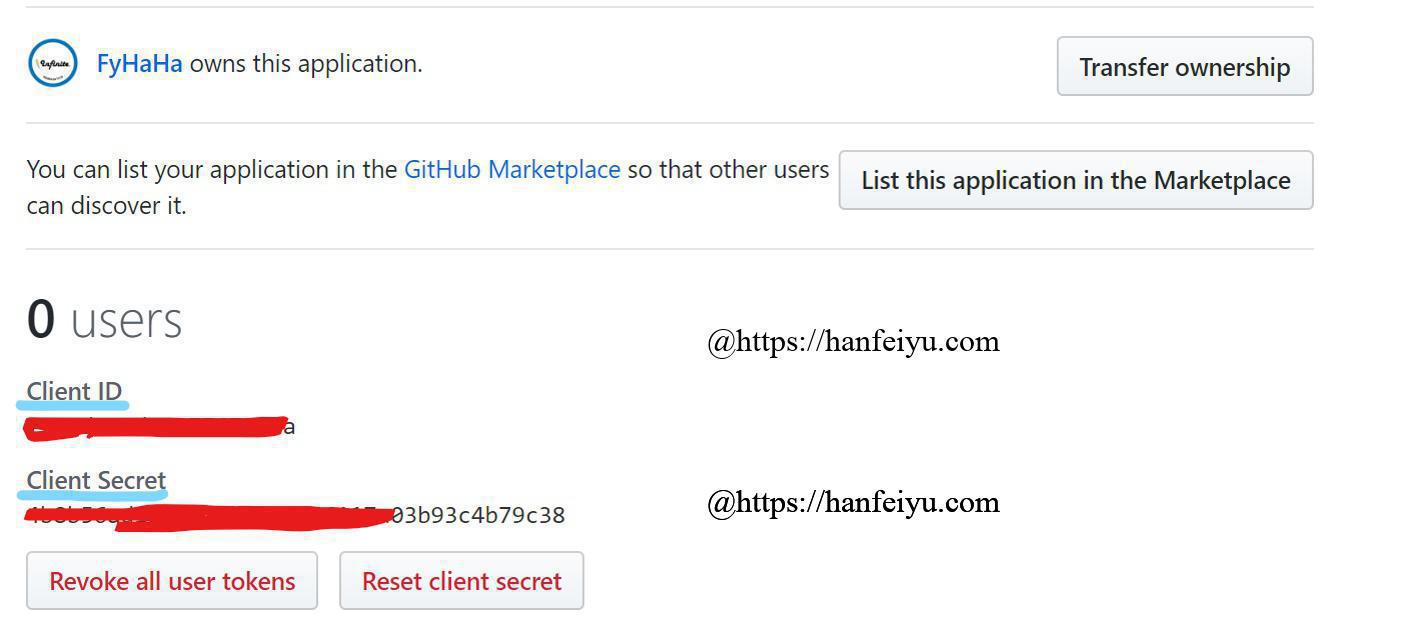 FyHaHa owns this application.
Transfer ownership
You can list your application in the GitHub Marketplace so that other users
can discover it.
List this application in the Marketplace
0 users
@https://hanfeiyu.com
Client ID
a
Client Secret
@https://hanfeiyu.com
03b93c4b79c38
Revoke all user tokens
Reset client secret